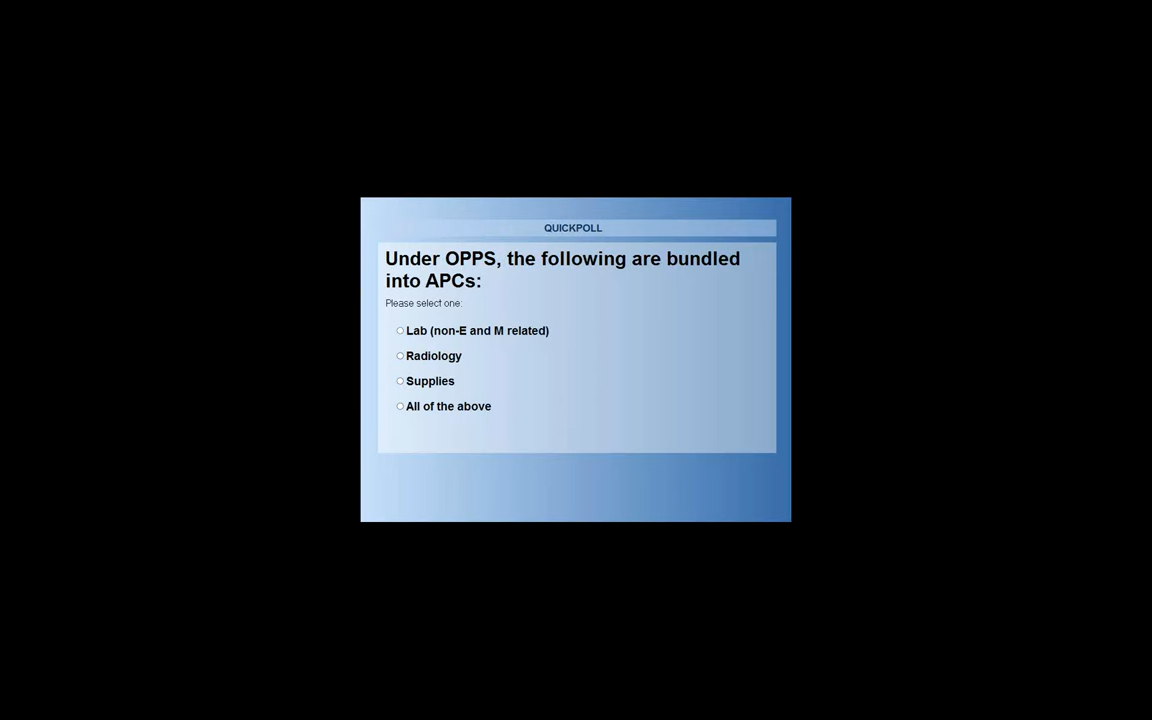 QUICKPOLL
Under OPPS, the following are bundled
into APCs:
Please select one:
Lab (non-E and M related)
Radiology
Supplies
All of the above